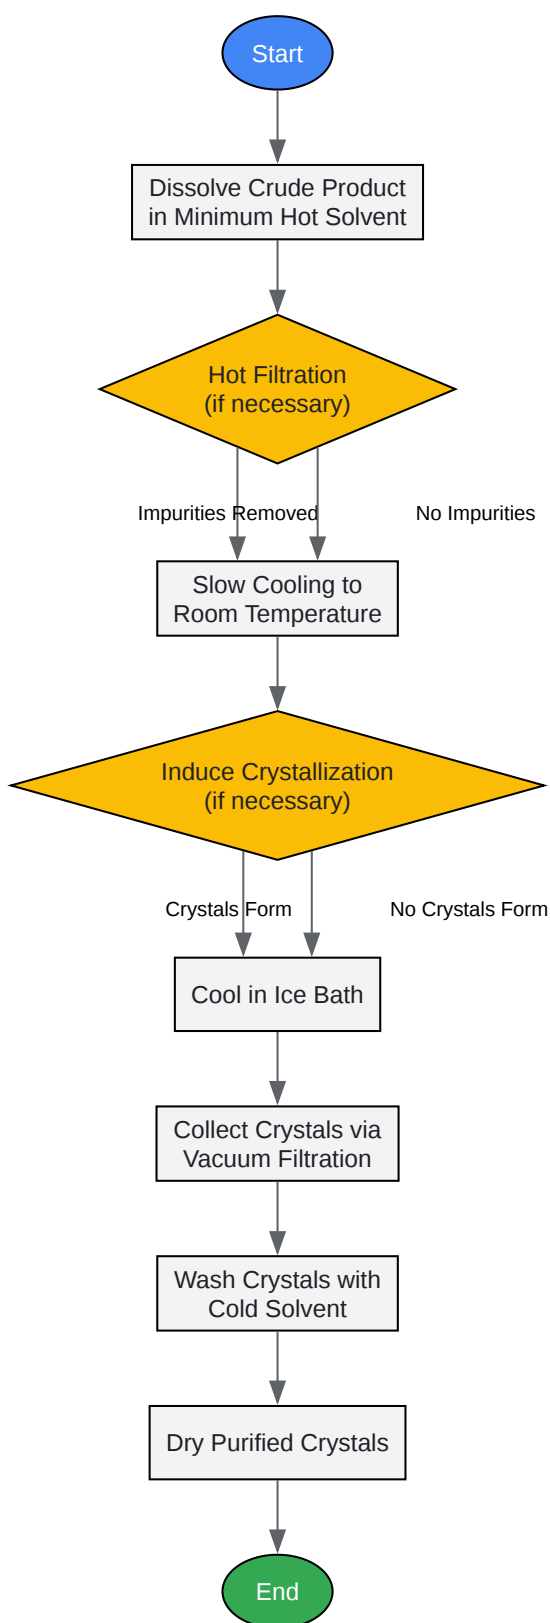 Start
Dissolve Crude Product
in Minimum Hot Solvent
Hot Filtration
(if necessary)
Impurities Removed
No Impurities
Slow Cooling to
Room Temperature
Induce Crystallization
(if necessary)
Crystals Form
No Crystals Form
Cool in Ice Bath
Collect Crystals via
Vacuum Filtration
Wash Crystals with
Cold Solvent
Dry Purified Crystals
End